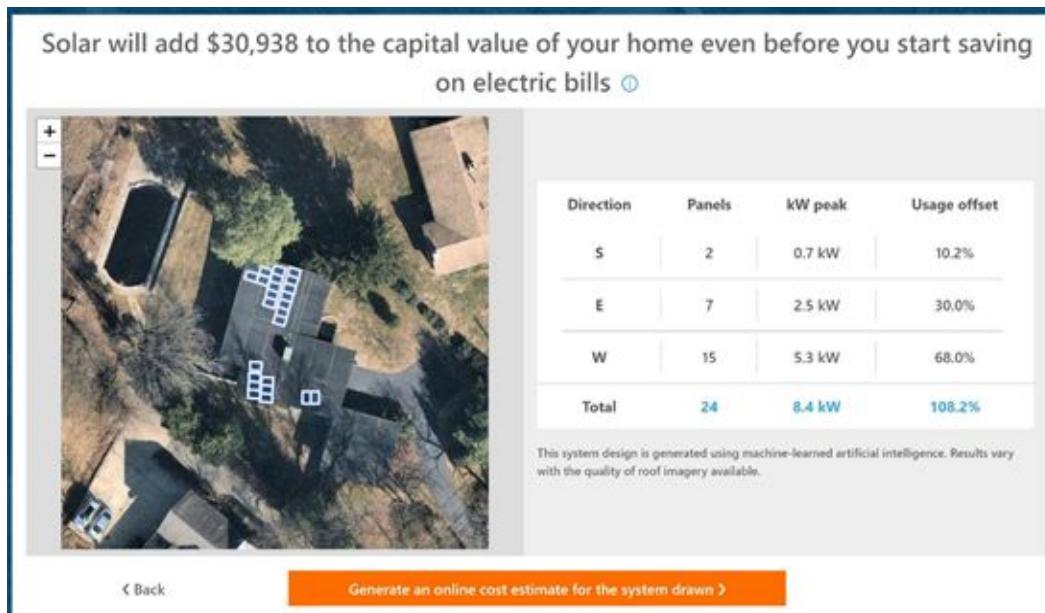 Solar will add $30,938 to the capital value of your home even before you start saving
on electric bills ⓘ
+
−
Direction Panels kW peak Usage offset
S 2 0.7 kW 10.2%
E 7 2.5 kW 30.0%
W 15 5.3 kW 68.0%
Total 24 8.4 kW 108.2%
This system design is generated using machine-learned artificial intelligence. Results vary
with the quality of roof imagery available.
< Back
Generate an online cost estimate for the system drawn >